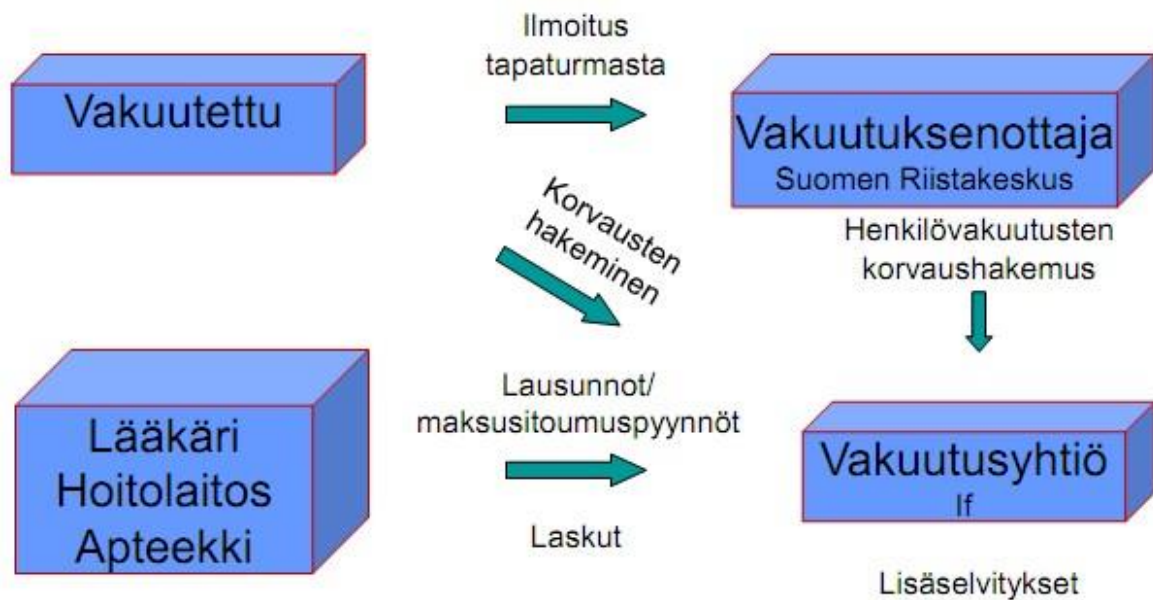 Ilmoitus
tapaturmasta
Vakuutettu
Vakuutuksenottaja
Suomen Riistakeskus
Korvausten
hakeminen
Henkilövakuutusten
korvaushakemus
Lääkäri
Hoitolaitos
Apteekki
Lausunnot/
maksusitoumuspyynnöt
Laskut
Vakuutusyhtiö
If
Lisäselvitykset